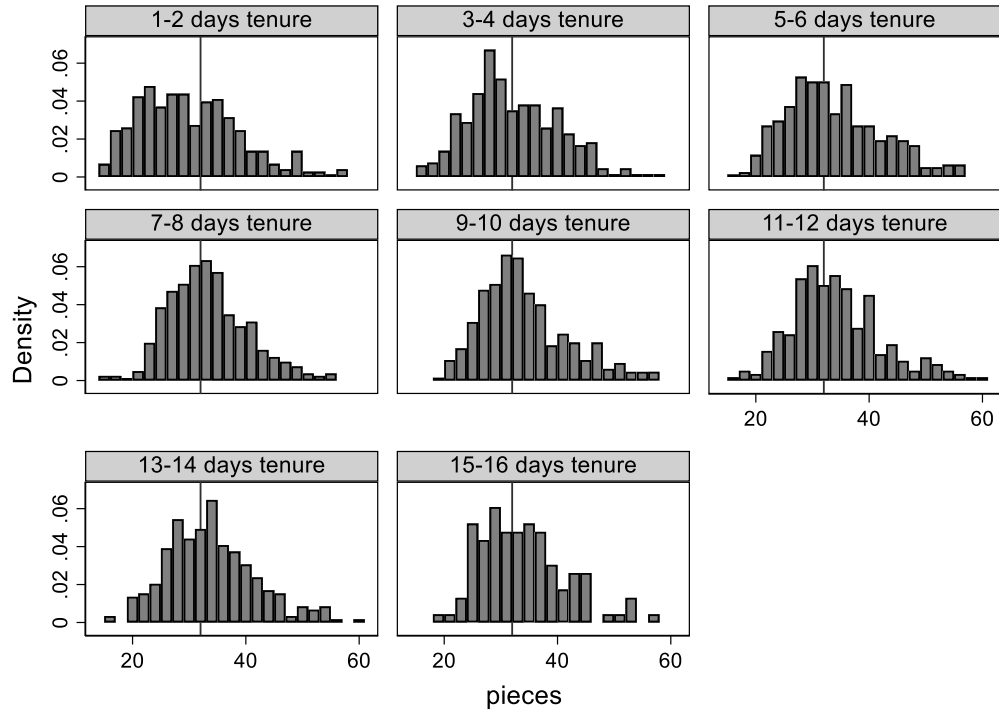 1-2 days tenure
3-4 days tenure
5-6 days tenure
.06
.04
.02
0
7-8 days tenure
9-10 days tenure
11-12 days tenure
.06
.04
.02
0
20 40 60
Density
13-14 days tenure
15-16 days tenure
.06
.04
.02
0
20 40 60
20 40 60
pieces